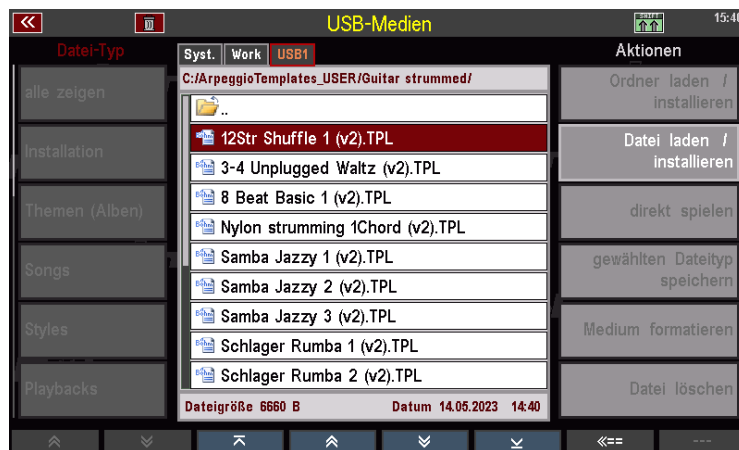 USB-Medien
SHIFT
15:40
Datei-Typ
Syst. Work USB1
Aktionen
C:/ArpeggioTemplates_USER/Guitar strummed/
alle zeigen
Installation
Themen (Alben)
Songs
Styles
Playbacks
..
12Str Shuffle 1 (v2).TPL
3-4 Unplugged Waltz (v2).TPL
8 Beat Basic 1 (v2).TPL
Nylon strumming 1Chord (v2).TPL
Samba Jazzy 1 (v2).TPL
Samba Jazzy 2 (v2).TPL
Samba Jazzy 3 (v2).TPL
Schlager Rumba 1 (v2).TPL
Schlager Rumba 2 (v2).TPL
Dateigröße 6660 B Datum 14.05.2023 14:40
Ordner laden /
installieren
Datei laden /
installieren
direkt spielen
gewählten Dateityp
speichern
Medium formatieren
Datei löschen
«==
---